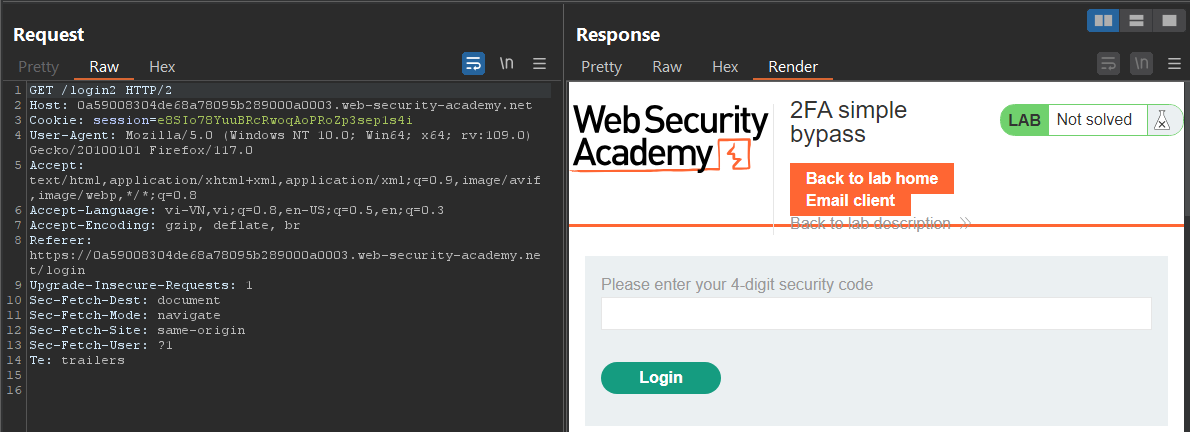 Request
Pretty Raw Hex
\n
1 GET /login2 HTTP/2
2 Host: 0a59008304de68a78095b289000a0003.web-security-academy.net
3 Cookie: session=e8SIo78YuuBRcRwoqAoPRoZp3sep1s4i
4 User-Agent: Mozilla/5.0 (Windows NT 10.0; Win64; x64; rv:109.0)
Gecko/20100101 Firefox/117.0
5 Accept:
text/html,application/xhtml+xml,application/xml;q=0.9,image/avif
,image/webp,*/*;q=0.8
6 Accept-Language: vi-VN,vi;q=0.8,en-US;q=0.5,en;q=0.3
7 Accept-Encoding: gzip, deflate, br
8 Referer:
https://0a59008304de68a78095b289000a0003.web-security-academy.ne
t/login
9 Upgrade-Insecure-Requests: 1
10 Sec-Fetch-Dest: document
11 Sec-Fetch-Mode: navigate
12 Sec-Fetch-Site: same-origin
13 Sec-Fetch-User: ?1
14 Te: trailers
15
16
Response
Pretty Raw Hex Render
\n
Web Security
Academy
2FA simple
bypass
LAB Not solved
Back to lab home
Email client
Back to lab description
Please enter your 4-digit security code
Login